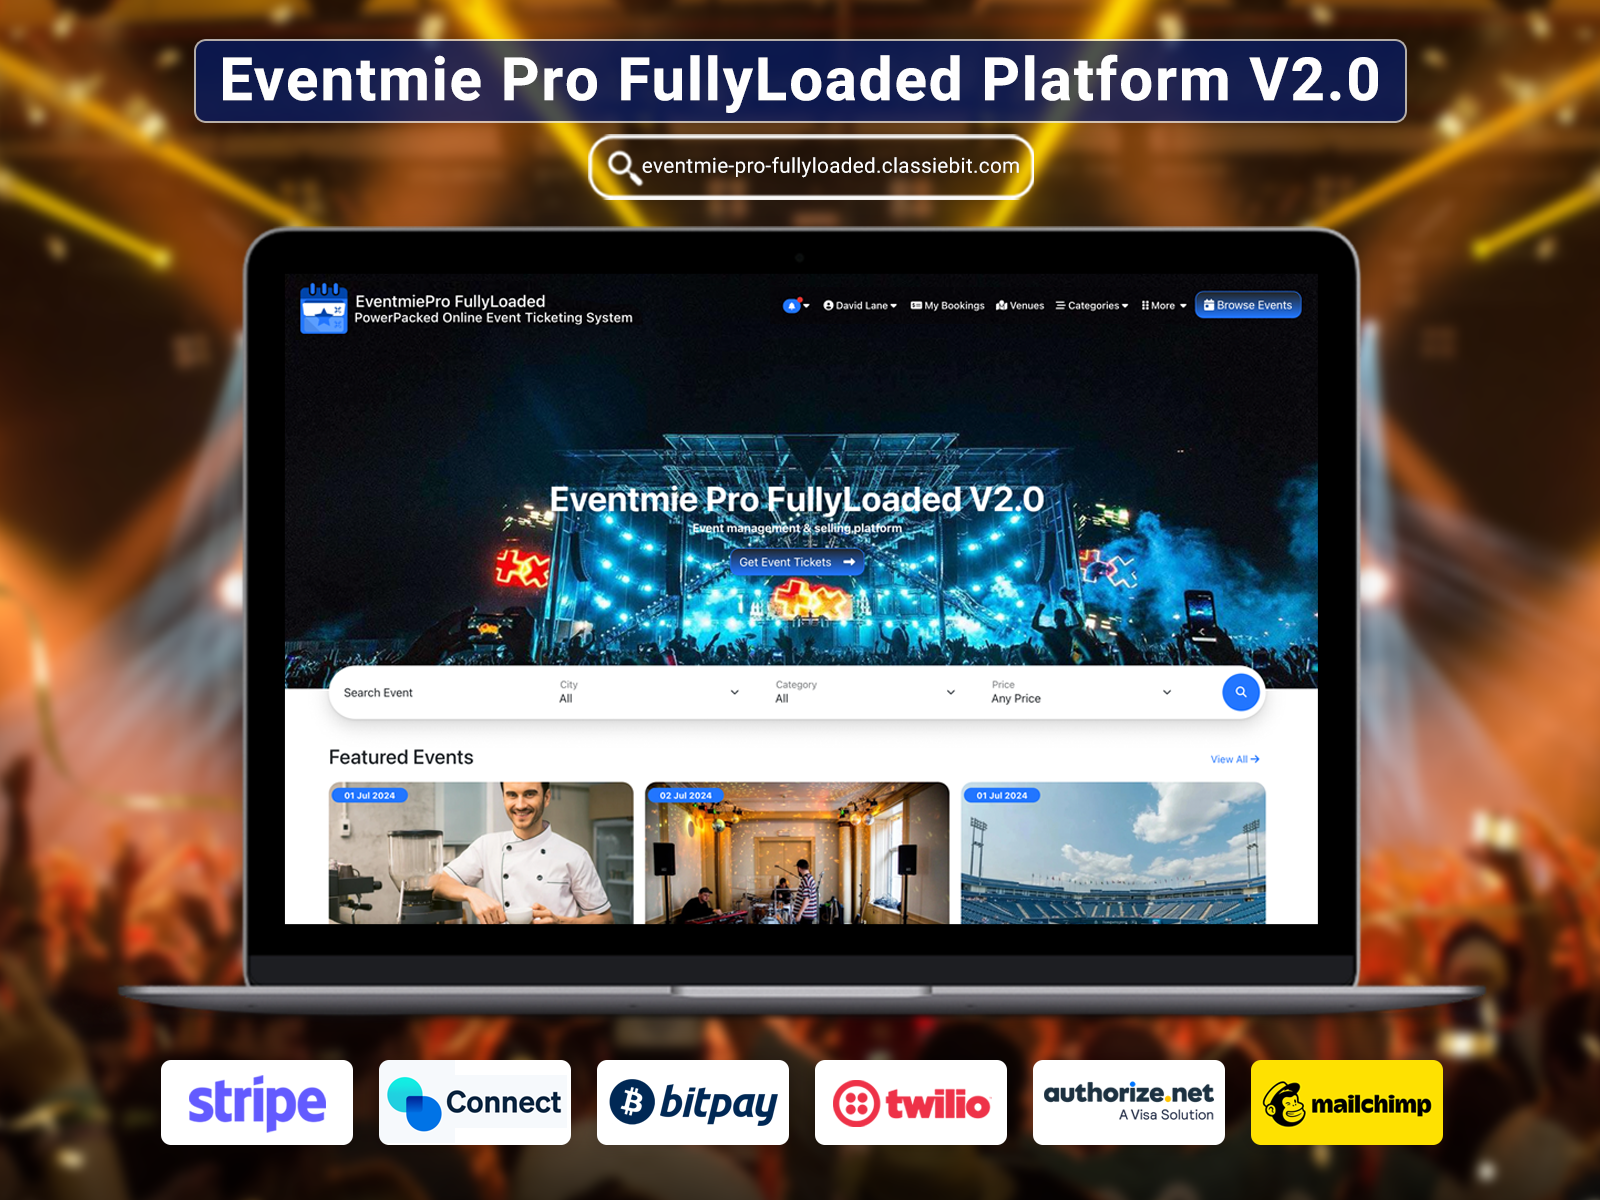 Eventmie Pro FullyLoaded Platform V2.0
eventmie-pro-fullyloaded.classiebit.com
EventmiePro FullyLoaded
PowerPacked Online Event Ticketing System
David Lane
My Bookings
Venues
Categories
More
Browse Events
Eventmie Pro FullyLoaded V2.0
Event management & selling platform
Get Event Tickets
Search Event
City
All
Category
All
Price
Any Price
Featured Events
View All
01 Jul 2024
02 Jul 2024
01 Jul 2024
stripe
Connect
bitpay
twilio
authorize.net
A Visa Solution
mailchimp